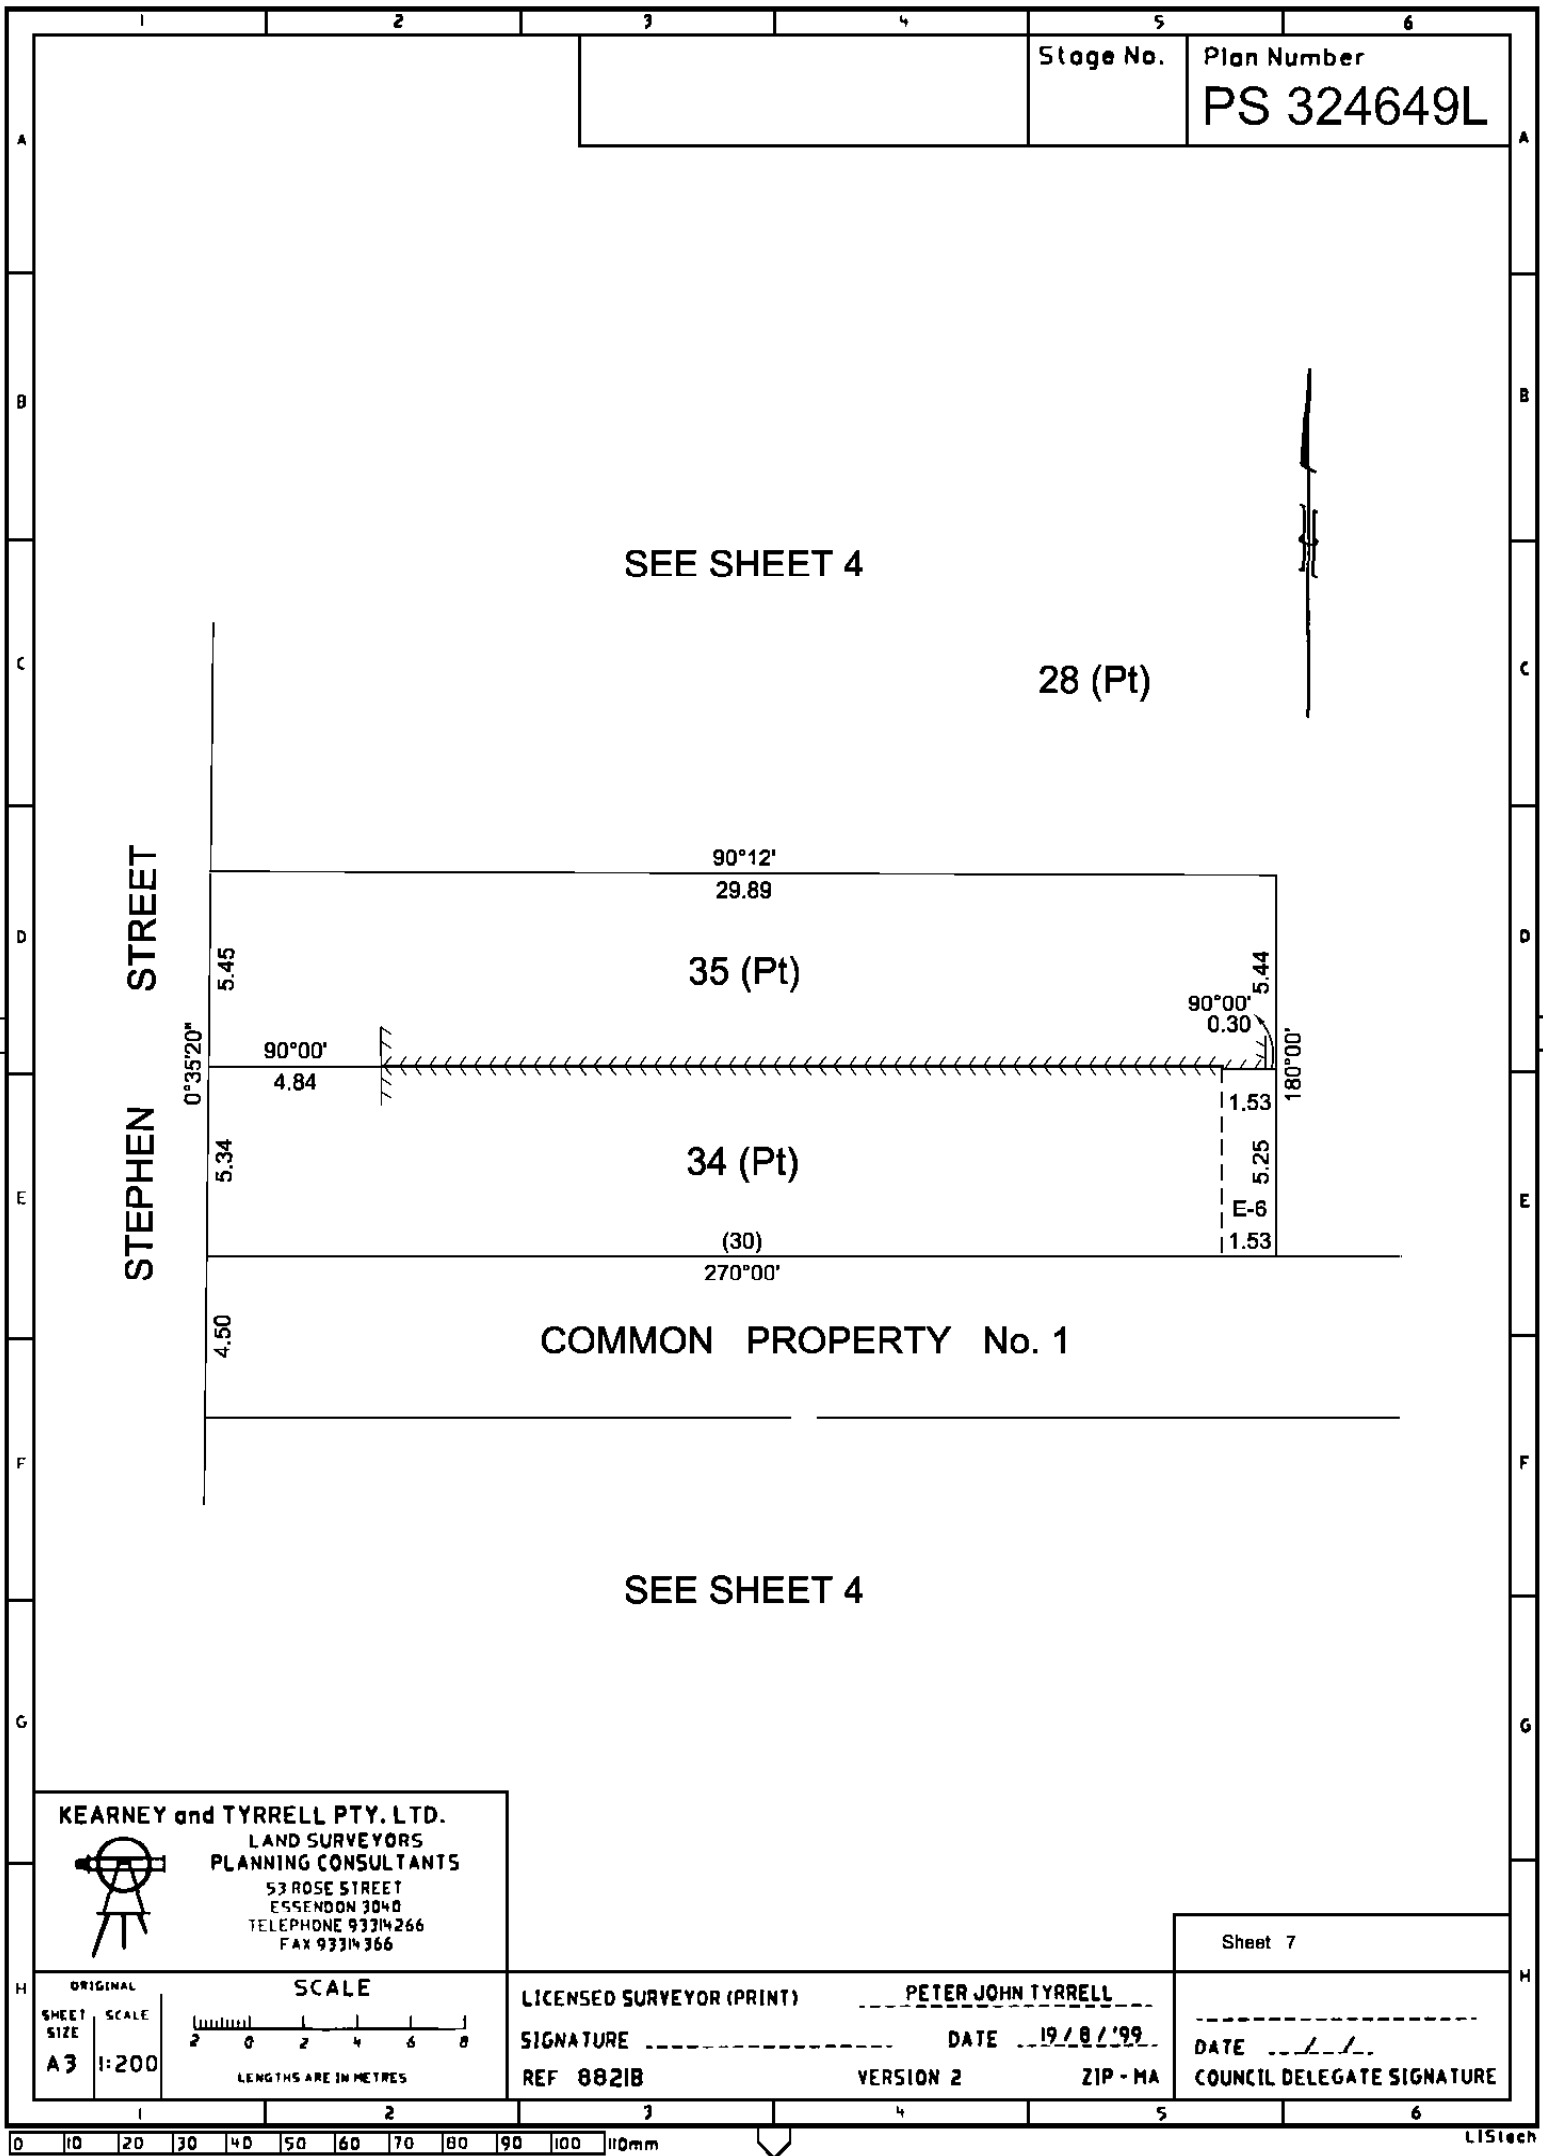 1 2 3 4 5 6
Stage No.
Plan Number
PS 324649L
A A
B B
SEE SHEET 4
C C
28 (Pt)
STEPHEN STREET
90°12'
29.89
D D
5.45
35 (Pt)
5.44
90°00'
0.30
0°35'20"
90°00'
4.84
180°00'
1.53
5.34
34 (Pt)
5.25
E E
E-6
(30)
1.53
270°00'
4.50
COMMON PROPERTY No. 1
F F
SEE SHEET 4
G G
KEARNEY and TYRRELL PTY. LTD.
LAND SURVEYORS
PLANNING CONSULTANTS
53 ROSE STREET
ESSENDON 3040
TELEPHONE 93314266
FAX 93314366
Sheet 7
H H
ORIGINAL
SHEET SIZE
A3
SCALE
1:200
SCALE
2 0 2 4 6 8
LENGTHS ARE IN METRES
LICENSED SURVEYOR (PRINT) PETER JOHN TYRRELL
SIGNATURE DATE 19/8/'99
REF 8821B VERSION 2 ZIP-MA
DATE / /
COUNCIL DELEGATE SIGNATURE
1 2 3 4 5 6
0 10 20 30 40 50 60 70 80 90 100 110mm
LIStech